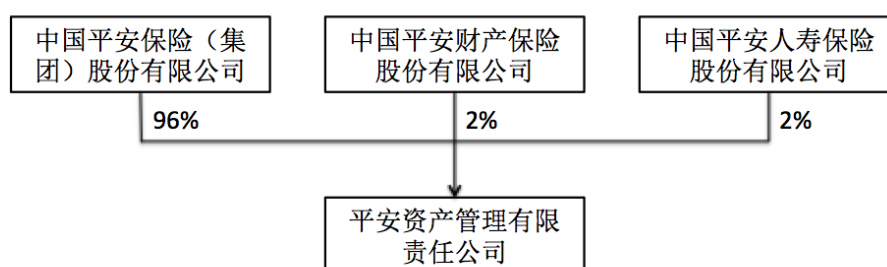 中国平安保险（集
团）股份有限公司
中国平安财产保险
股份有限公司
中国平安人寿保险
股份有限公司
96%
2%
2%
平安资产管理有限
责任公司